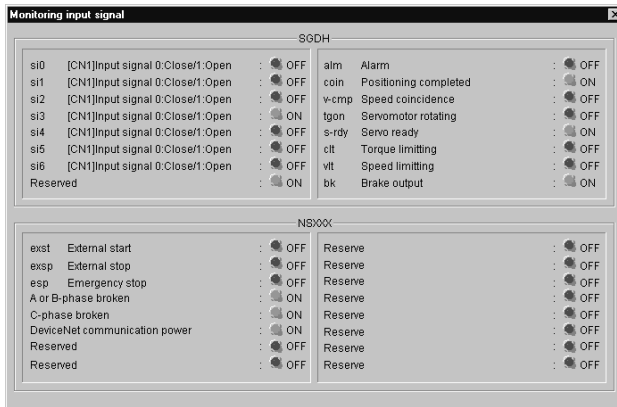 Monitoring input signal
SGDH
si0 [CN1]Input signal 0:Close/1:Open : OFF
si1 [CN1]Input signal 0:Close/1:Open : OFF
si2 [CN1]Input signal 0:Close/1:Open : OFF
si3 [CN1]Input signal 0:Close/1:Open : ON
si4 [CN1]Input signal 0:Close/1:Open : OFF
si5 [CN1]Input signal 0:Close/1:Open : OFF
si6 [CN1]Input signal 0:Close/1:Open : OFF
Reserved : ON
alm Alarm : OFF
coin Positioning completed : ON
v-cmp Speed coincidence : OFF
tgon Servomotor rotating : OFF
s-rdy Servo ready : ON
clt Torque limitting : OFF
vlt Speed limitting : OFF
bk Brake output : ON
NSXXX
exst External start : OFF
exsp External stop : OFF
esp Emergency stop : OFF
A or B-phase broken : ON
C-phase broken : ON
DeviceNet communication power : ON
Reserved : OFF
Reserved : OFF
Reserve : OFF
Reserve : OFF
Reserve : OFF
Reserve : OFF
Reserve : OFF
Reserve : OFF
Reserve : OFF
Reserve : OFF